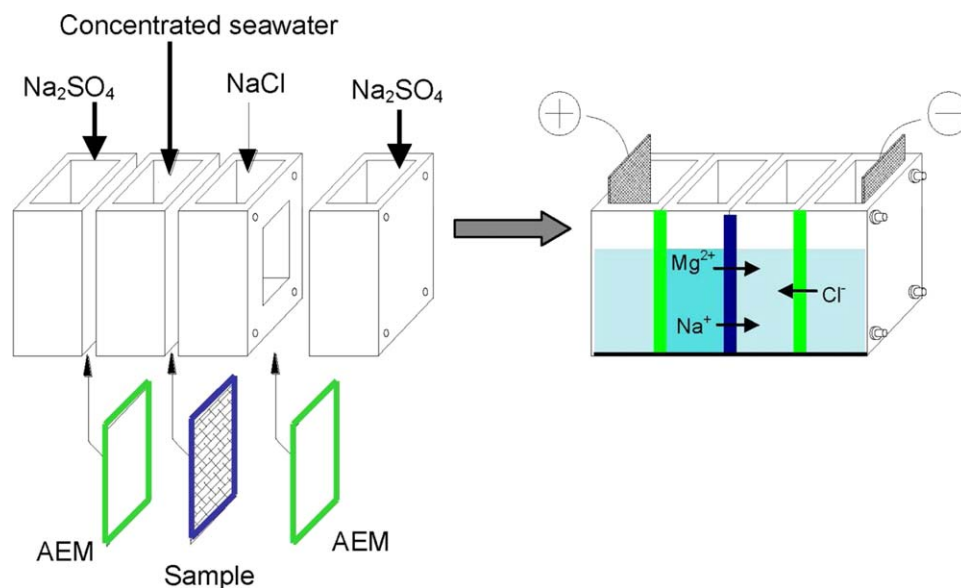 Concentrated seawater
Na₂SO₄
NaCl
Na₂SO₄
+
−
Mg²⁺
Cl⁻
Na⁺
AEM
AEM
Sample